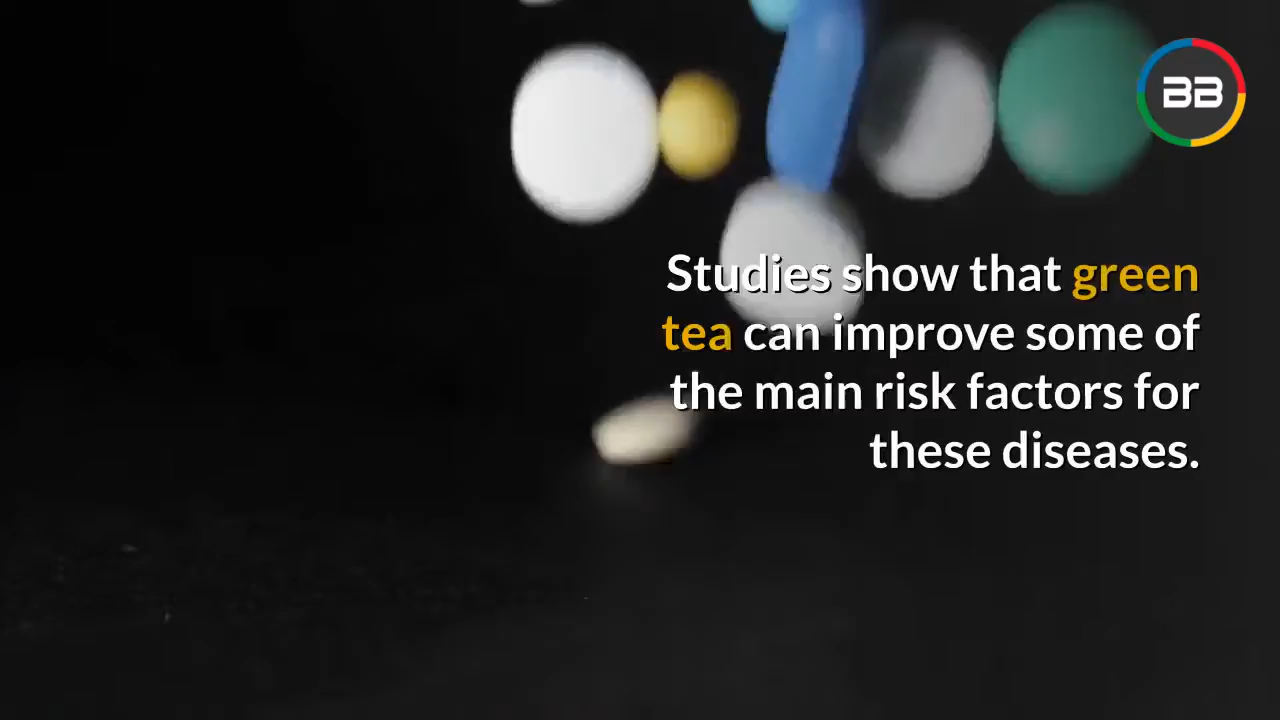 BB
Studies show that green
tea can improve some of
the main risk factors for
these diseases.